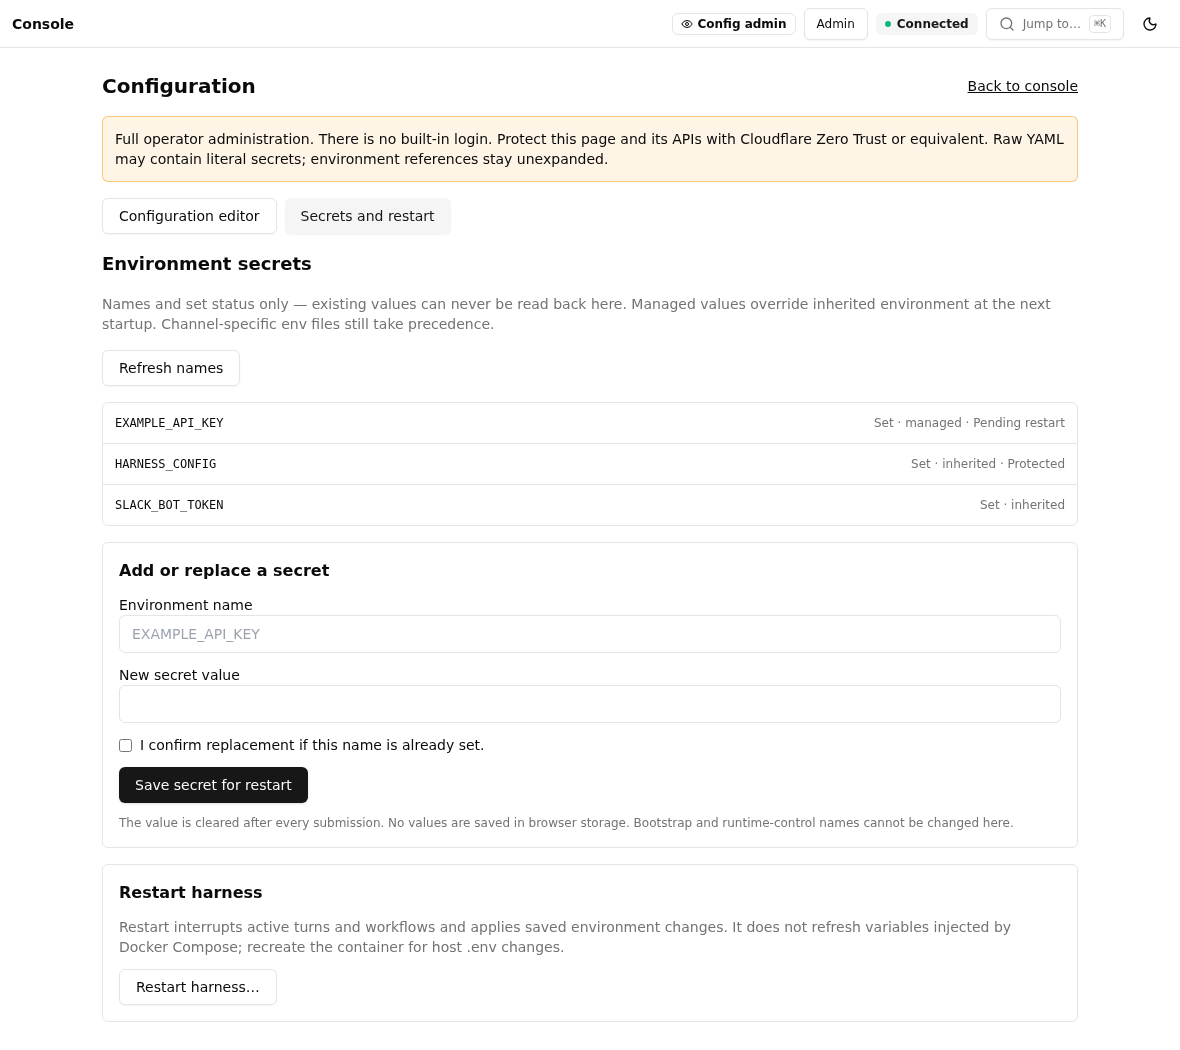 Console
Config admin
Admin
Connected
Jump to…
⌘K
Configuration
Back to console
Full operator administration. There is no built-in login. Protect this page and its APIs with Cloudflare Zero Trust or equivalent. Raw YAML
may contain literal secrets; environment references stay unexpanded.
Configuration editor
Secrets and restart
Environment secrets
Names and set status only — existing values can never be read back here. Managed values override inherited environment at the next
startup. Channel-specific env files still take precedence.
Refresh names
EXAMPLE_API_KEY
Set · managed · Pending restart
HARNESS_CONFIG
Set · inherited · Protected
SLACK_BOT_TOKEN
Set · inherited
Add or replace a secret
Environment name
EXAMPLE_API_KEY
New secret value
I confirm replacement if this name is already set.
Save secret for restart
The value is cleared after every submission. No values are saved in browser storage. Bootstrap and runtime-control names cannot be changed here.
Restart harness
Restart interrupts active turns and workflows and applies saved environment changes. It does not refresh variables injected by
Docker Compose; recreate the container for host .env changes.
Restart harness…